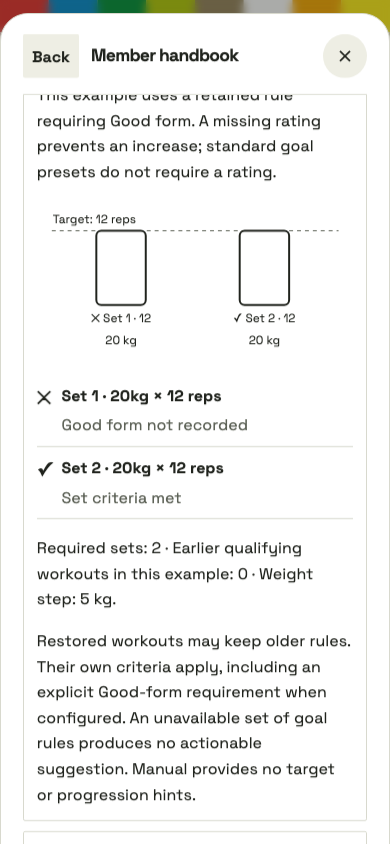 Back
Member handbook
This example uses a retained rule
requiring Good form. A missing rating
prevents an increase; standard goal
presets do not require a rating.
Target: 12 reps
✕ Set 1 · 12
20 kg
✓ Set 2 · 12
20 kg
✕ Set 1 · 20kg × 12 reps
Good form not recorded
✓ Set 2 · 20kg × 12 reps
Set criteria met
Required sets: 2 · Earlier qualifying
workouts in this example: 0 · Weight
step: 5 kg.
Restored workouts may keep older rules.
Their own criteria apply, including an
explicit Good-form requirement when
configured. An unavailable set of goal
rules produces no actionable
suggestion. Manual provides no target
or progression hints.